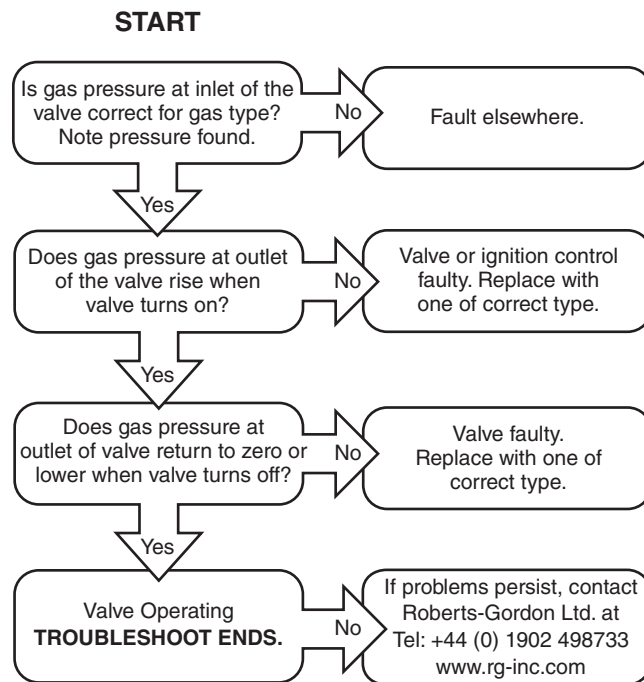 START
Is gas pressure at inlet of the
valve correct for gas type?
Note pressure found.
No
Fault elsewhere.
Yes
Does gas pressure at outlet
of the valve rise when
valve turns on?
No
Valve or ignition control
faulty. Replace with
one of correct type.
Yes
Does gas pressure at
outlet of valve return to zero or
lower when valve turns off?
No
Valve faulty.
Replace with one of
correct type.
Yes
Valve Operating
TROUBLESHOOT ENDS.
No
If problems persist, contact
Roberts-Gordon Ltd. at
Tel: +44 (0) 1902 498733
www.rg-inc.com